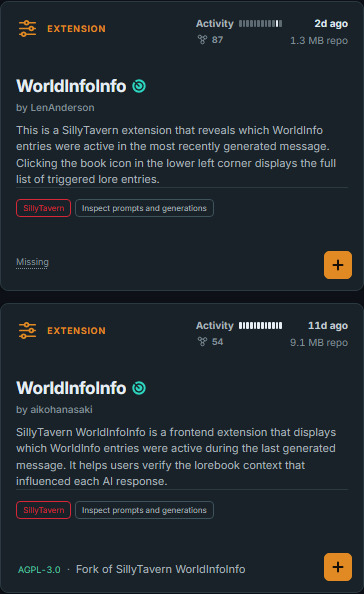 EXTENSION
Activity
2d ago
87
1.3 MB repo
WorldInfoInfo
by LenAnderson
This is a SillyTavern extension that reveals which WorldInfo
entries were active in the most recently generated message.
Clicking the book icon in the lower left corner displays the full
list of triggered lore entries.
SillyTavern
Inspect prompts and generations
Missing
+
EXTENSION
Activity
11d ago
54
9.1 MB repo
WorldInfoInfo
by aikohanasaki
SillyTavern WorldInfoInfo is a frontend extension that displays
which WorldInfo entries were active during the last generated
message. It helps users verify the lorebook context that
influenced each AI response.
SillyTavern
Inspect prompts and generations
AGPL-3.0 · Fork of SillyTavern WorldInfoInfo
+